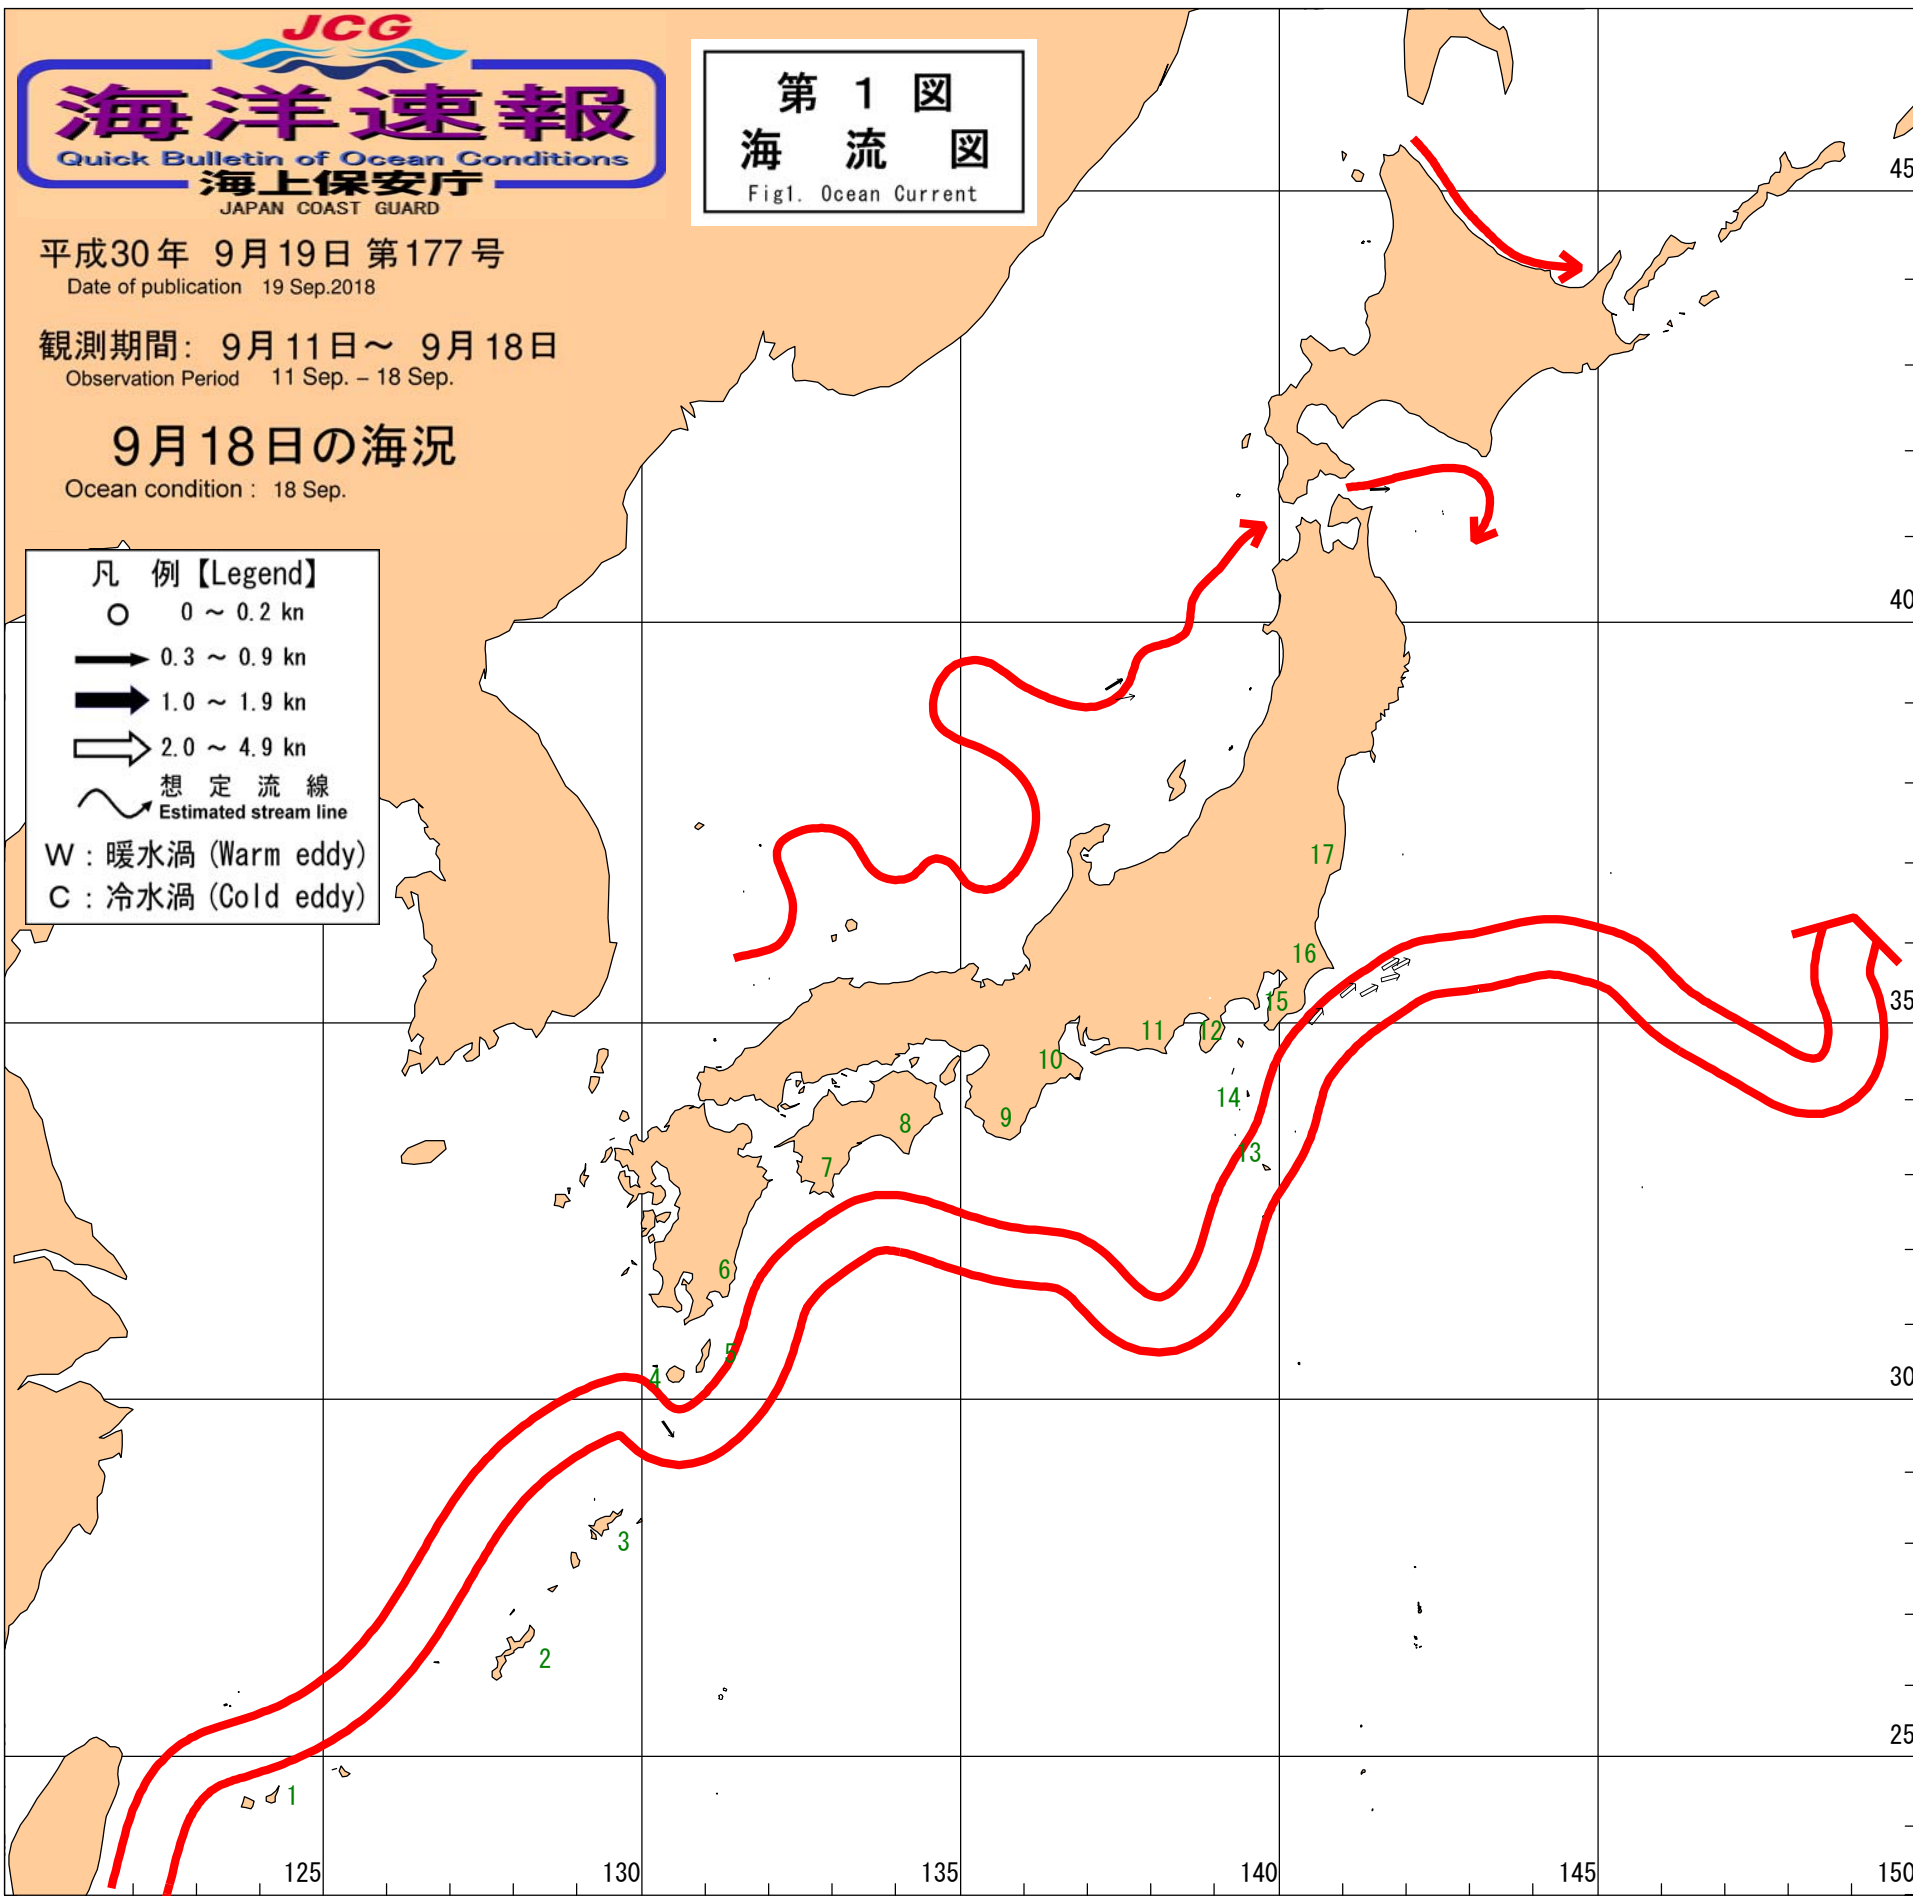 JCG
海洋速報
Quick Bulletin of Ocean Conditions
海上保安庁
JAPAN COAST GUARD
第 1 図
海 流 図
Fig1. Ocean Current
平成30年 9月19日 第177号
Date of publication 19 Sep.2018
観測期間: 9月11日～ 9月18日
Observation Period 11 Sep. – 18 Sep.
9月18日の海況
Ocean condition : 18 Sep.
凡 例【Legend】
0 ～ 0.2 kn
0.3 ～ 0.9 kn
1.0 ～ 1.9 kn
2.0 ～ 4.9 kn
想 定 流 線
Estimated stream line
W : 暖水渦 (Warm eddy)
C : 冷水渦 (Cold eddy)
45
40
17
16
35
15
11
12
10
14
9
8
13
7
6
5
4
30
3
2
25
1
125
130
135
140
145
150